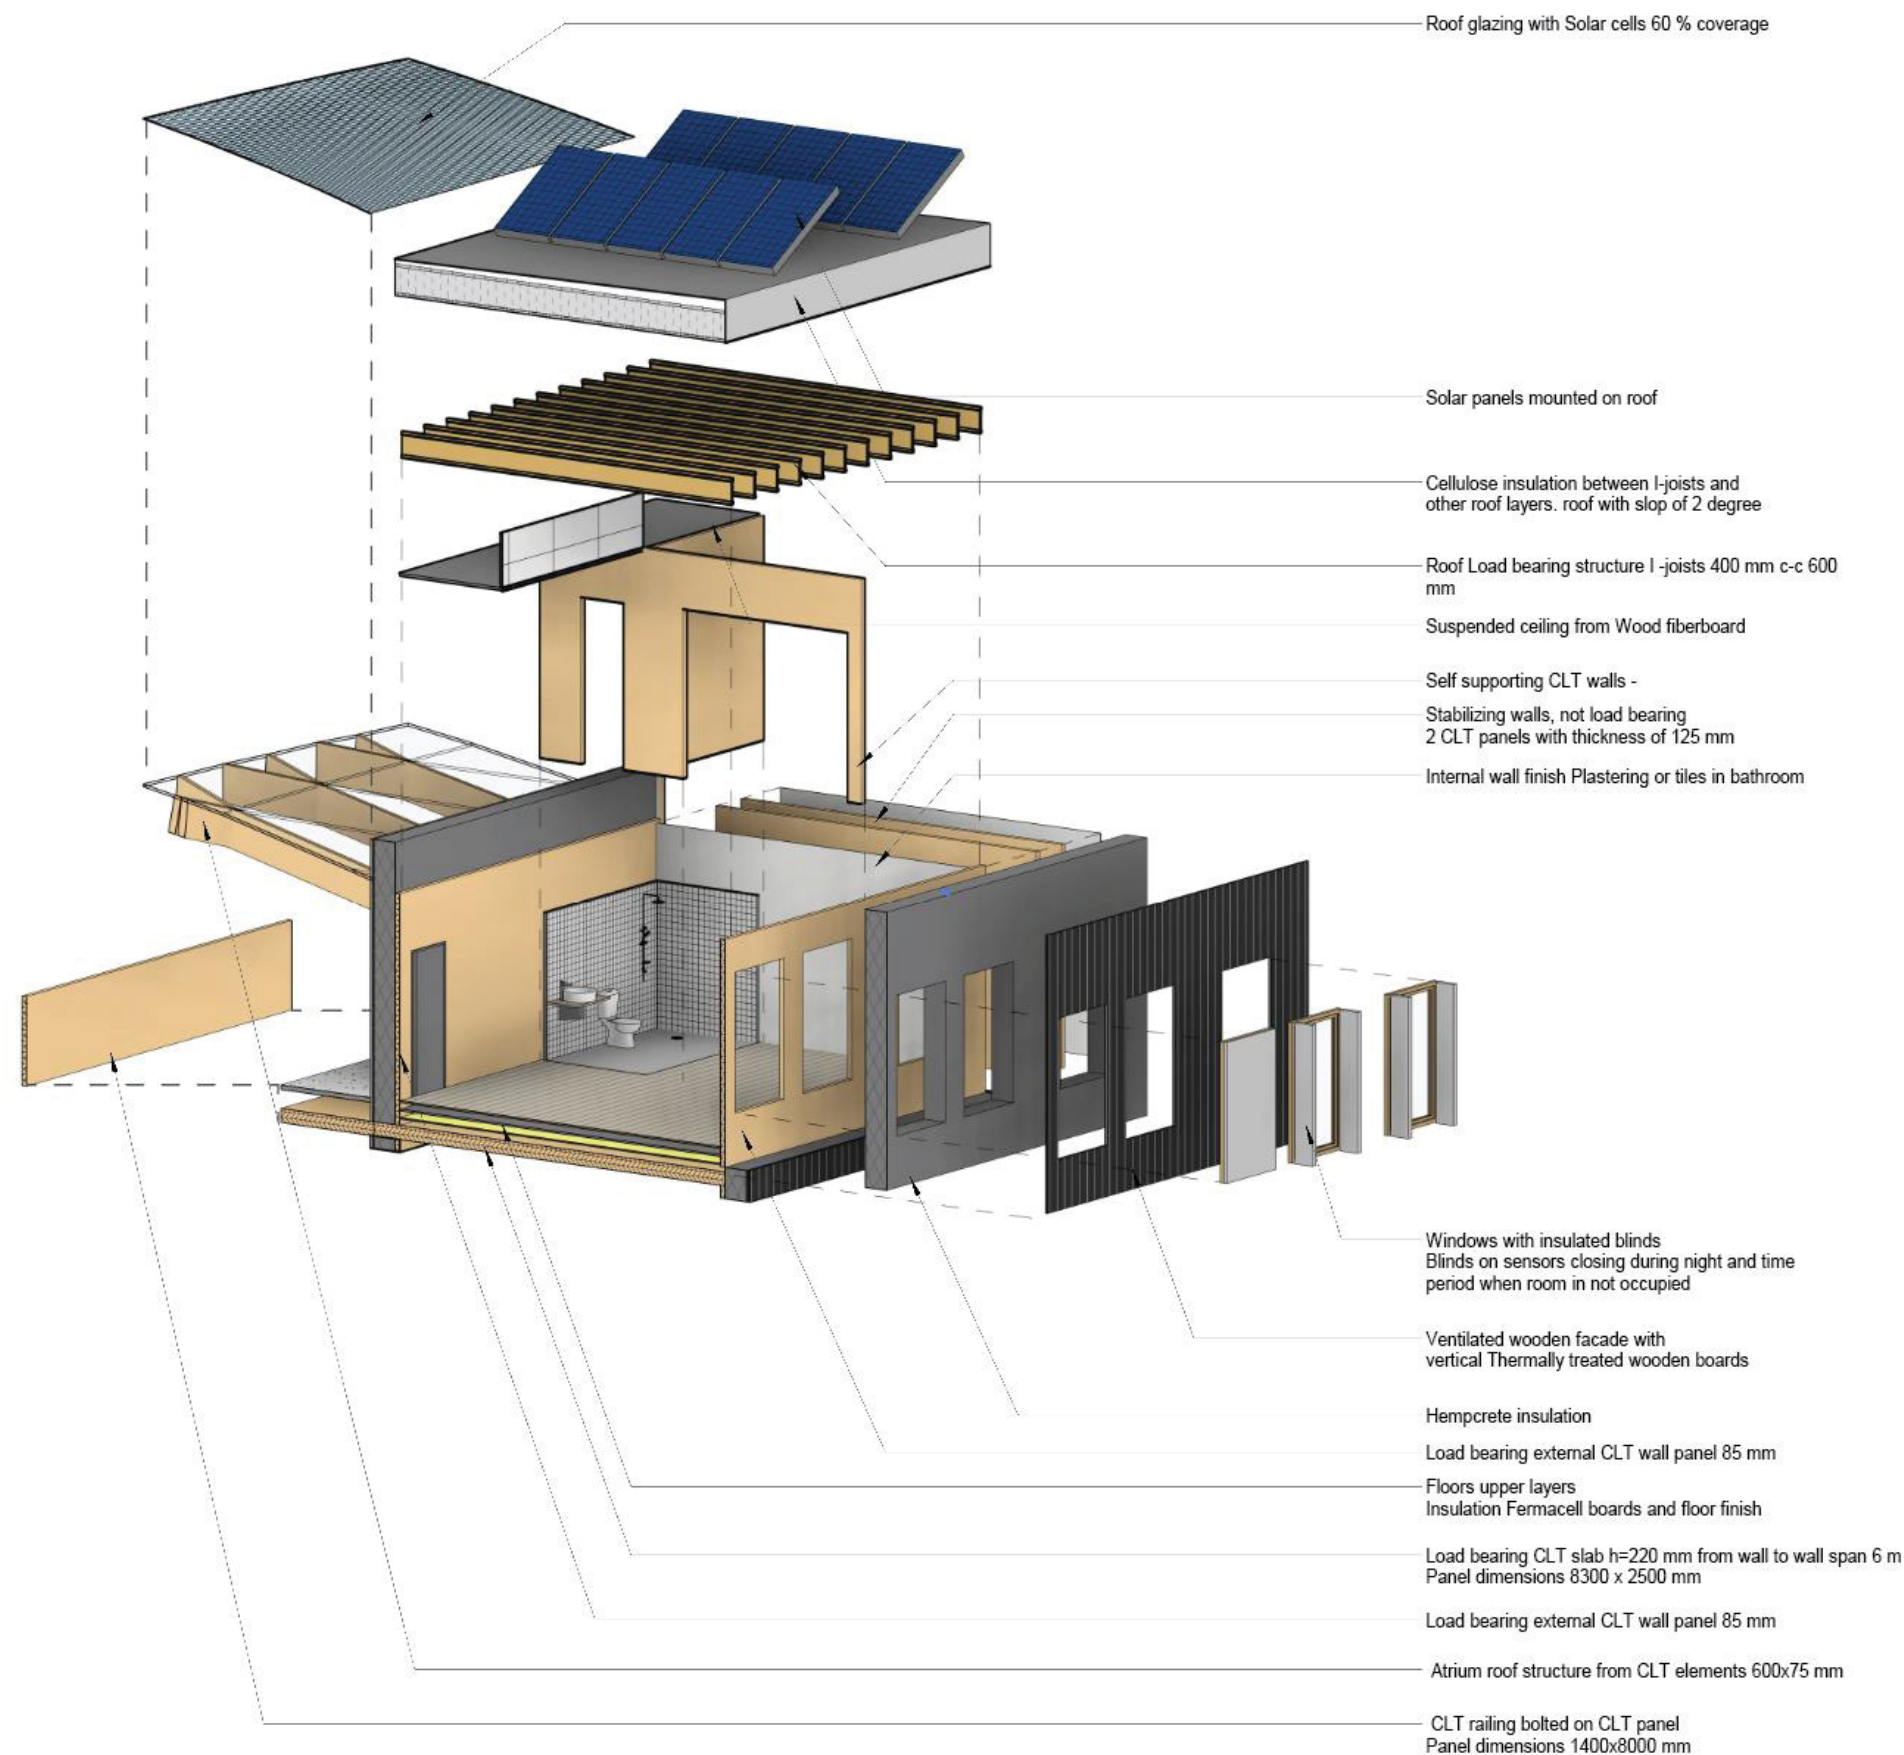 Roof glazing with Solar cells 60 % coverage
Solar panels mounted on roof
Cellulose insulation between I-joists and
other roof layers. roof with slop of 2 degree
Roof Load bearing structure I -joists 400 mm c-c 600
mm
Suspended ceiling from Wood fiberboard
Self supporting CLT walls -
Stabilizing walls, not load bearing
2 CLT panels with thickness of 125 mm
Internal wall finish Plastering or tiles in bathroom
Windows with insulated blinds
Blinds on sensors closing during night and time
period when room in not occupied
Ventilated wooden facade with
vertical Thermally treated wooden boards
Hempcrete insulation
Load bearing external CLT wall panel 85 mm
Floors upper layers
Insulation Fermacell boards and floor finish
Load bearing CLT slab h=220 mm from wall to wall span 6 m
Panel dimensions 8300 x 2500 mm
Load bearing external CLT wall panel 85 mm
Atrium roof structure from CLT elements 600x75 mm
CLT railing bolted on CLT panel
Panel dimensions 1400x8000 mm